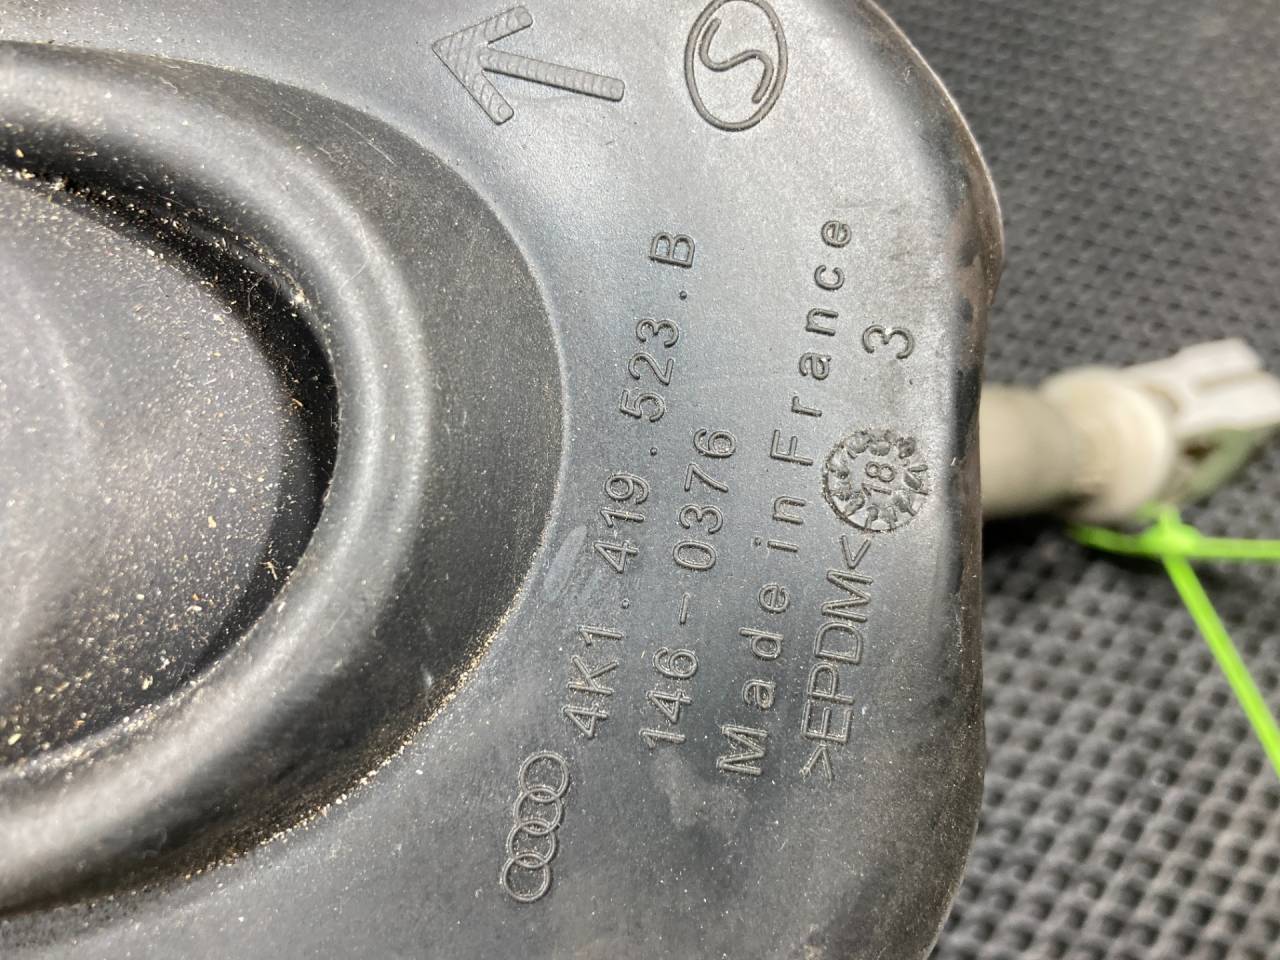 4K1.419.523.B
146-0376
Made in France
>EPDM<
18
3
S